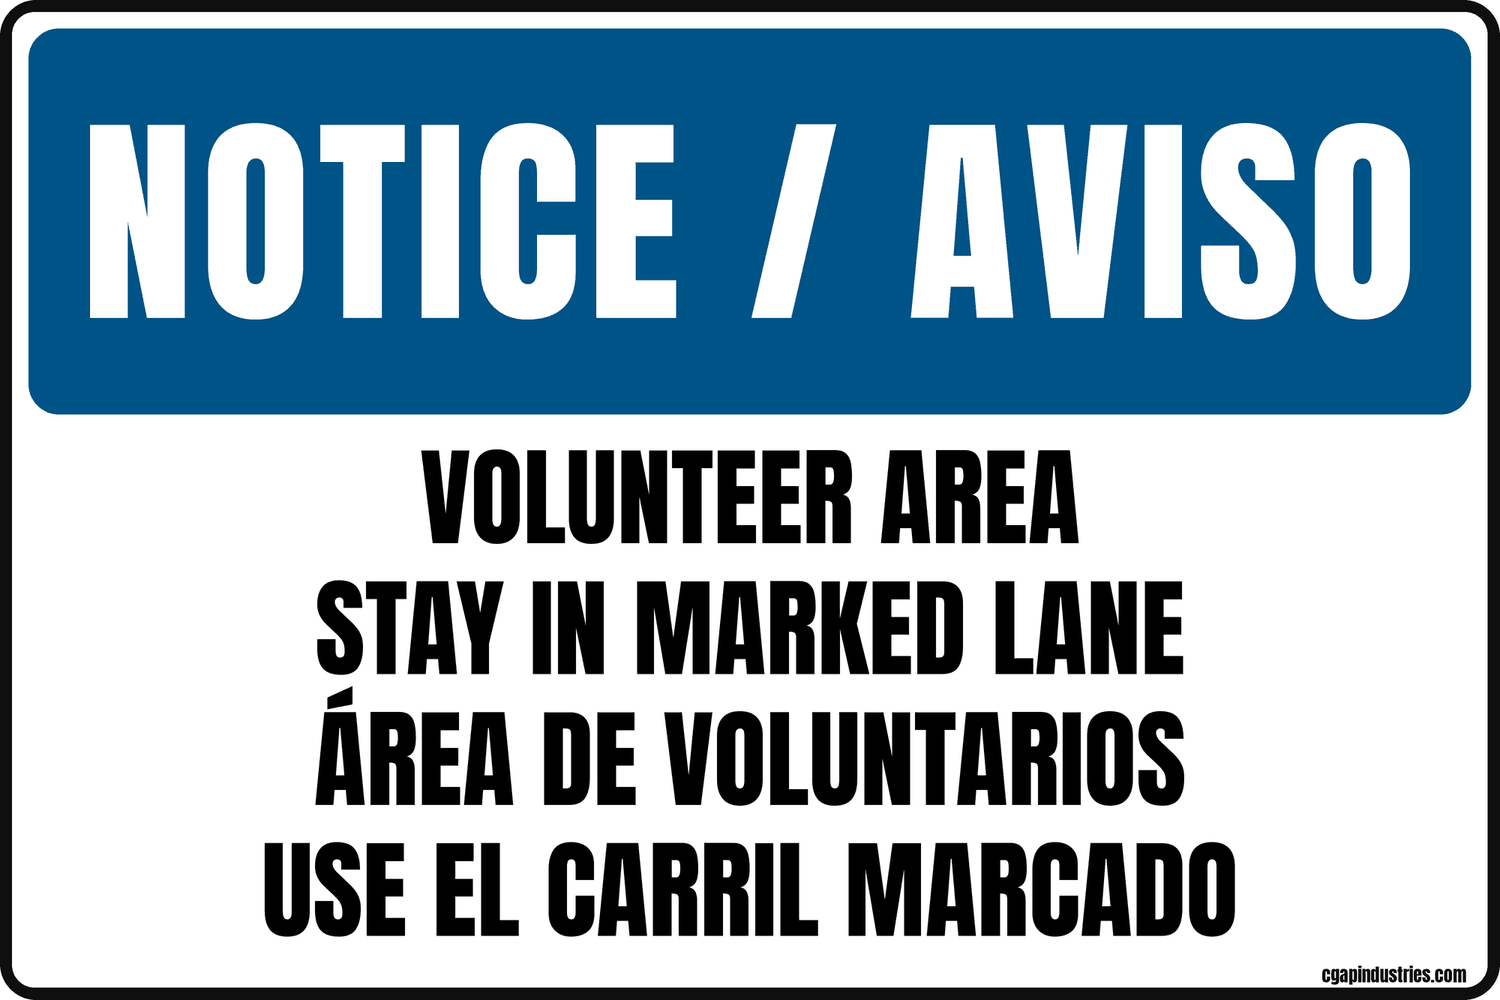 NOTICE / AVISO
VOLUNTEER AREA
STAY IN MARKED LANE
ÁREA DE VOLUNTARIOS
USE EL CARRIL MARCADO
cgapindustries.com